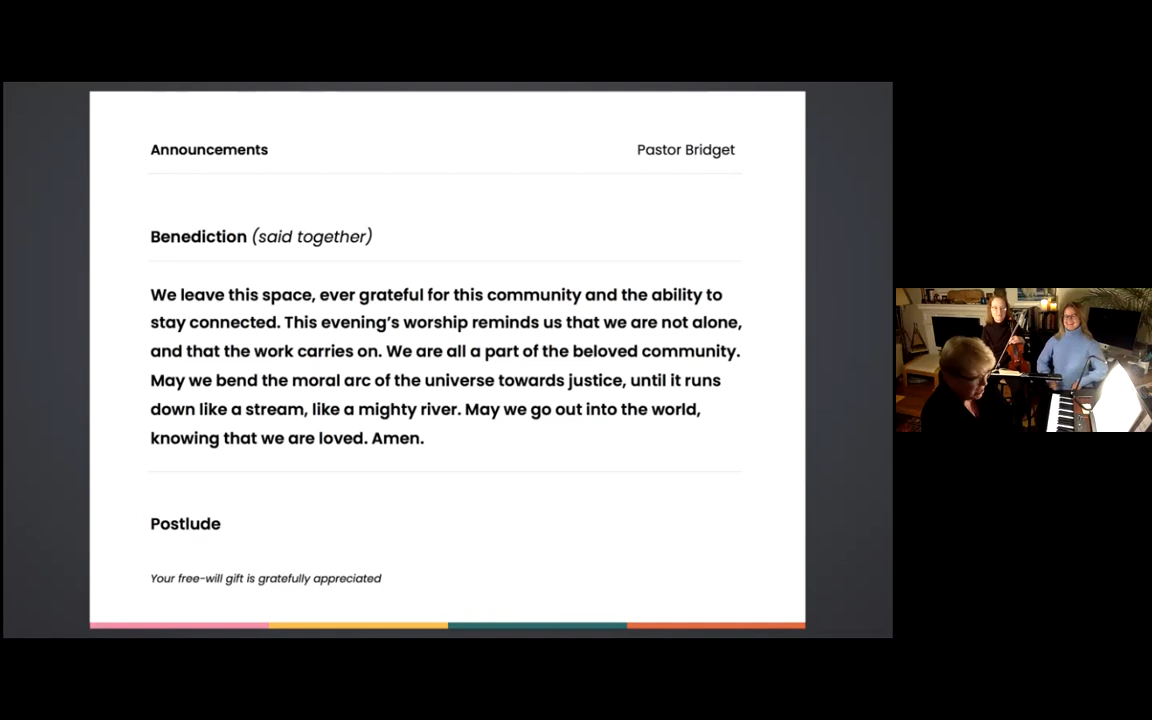 Announcements Pastor Bridget
Benediction (said together)
We leave this space, ever grateful for this community and the ability to
stay connected. This evening’s worship reminds us that we are not alone,
and that the work carries on. We are all a part of the beloved community.
May we bend the moral arc of the universe towards justice, until it runs
down like a stream, like a mighty river. May we go out into the world,
knowing that we are loved. Amen.
Postlude
Your free-will gift is gratefully appreciated